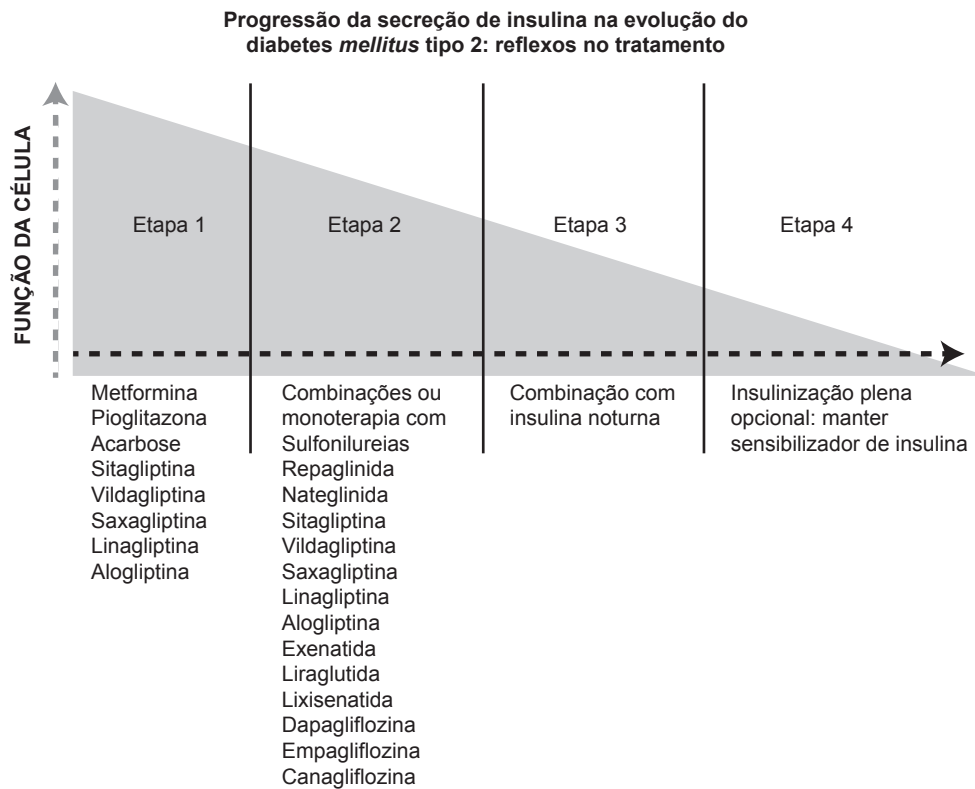 Progressão da secreção de insulina na evolução do
diabetes mellitus tipo 2: reflexos no tratamento
FUNÇÃO DA CÉLULA
Etapa 1
Etapa 2
Etapa 3
Etapa 4
Metformina
Pioglitazona
Acarbose
Sitagliptina
Vildagliptina
Saxagliptina
Linagliptina
Alogliptina
Combinações ou
monoterapia com
Sulfonilureias
Repaglinida
Nateglinida
Sitagliptina
Vildagliptina
Saxagliptina
Linagliptina
Alogliptina
Exenatida
Liraglutida
Lixisenatida
Dapagliflozina
Empagliflozina
Canagliflozina
Combinação com
insulina noturna
Insulinização plena
opcional: manter
sensibilizador de insulina